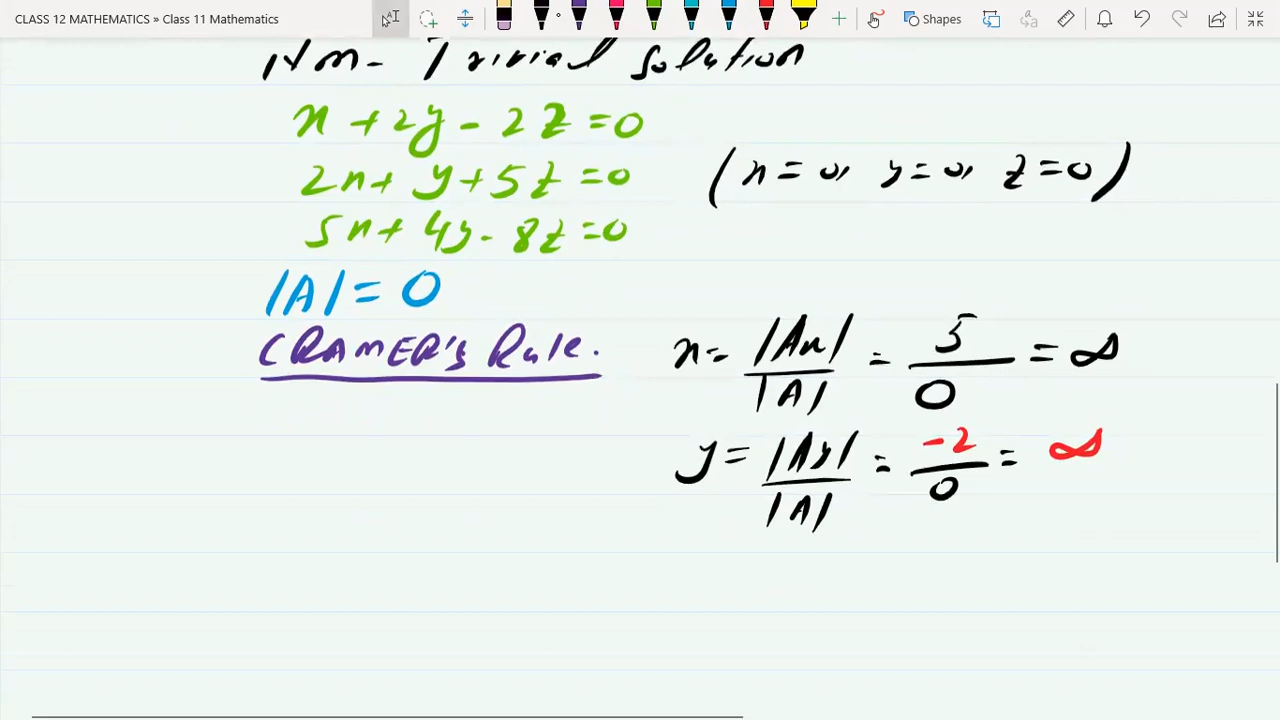 CLASS 12 MATHEMATICS » Class 11 Mathematics
Shapes
Non-Trivial solution
x + 2y - 2z = 0
2x + y + 5z = 0
5x + 4y - 8z = 0
(x = 0, y = 0, z = 0)
|A| = 0
CRAMER's Rule.
x = |Ax| / |A| = 5 / 0 = ∞
y = |Ay| / |A| = -2 / 0 = ∞